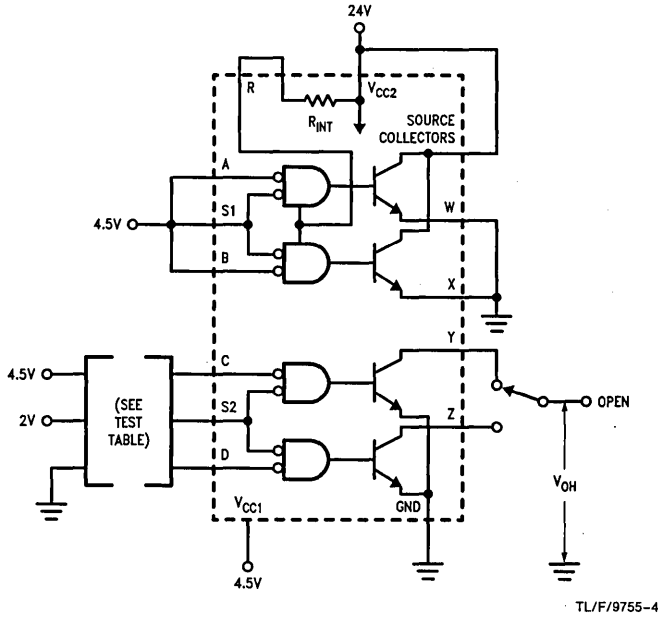 24V
R
VCC2
RINT
SOURCE
COLLECTORS
A
S1
W
4.5V
B
X
Y
C
4.5V
(SEE
TEST
TABLE)
S2
2V
Z
OPEN
D
VOH
GND
VCC1
4.5V
TL/F/9755-4